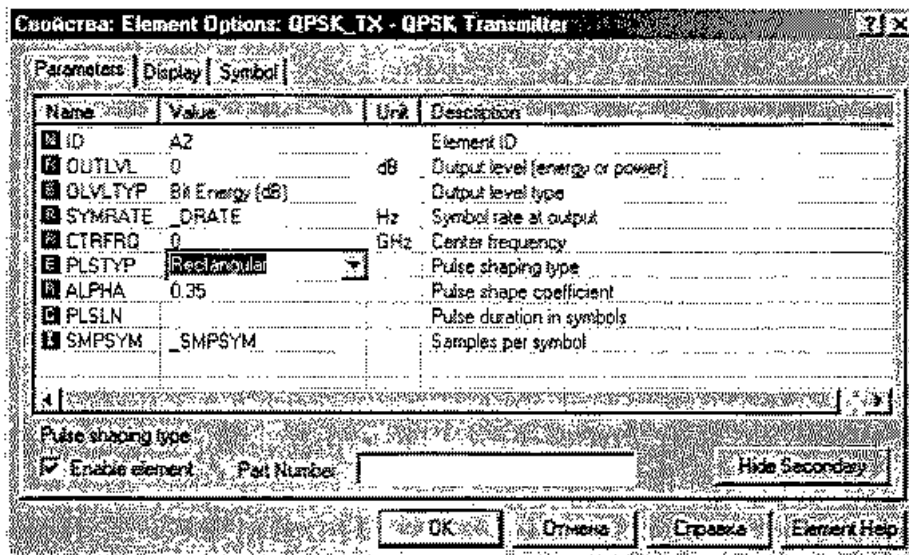 Свойства: Element Options: QPSK_TX - QPSK Transmitter
Parameters Display Symbol
Name Value Unit Description
ID A2 Element ID
OUTLVL 0 dB Output level (energy or power)
OLVLTYP Bit Energy (dB) Output level type
SYMRATE _DRATE Hz Symbol rate at output
CTRFRQ 0 GHz Center frequency
PLSTYP Rectangular Pulse shaping type
ALPHA 0.35 Pulse shape coefficient
PLSLN Pulse duration in symbols
SMPSYM _SMPSYM Samples per symbol
Pulse shaping type
Enable element Part Number Hide Secondary
OK Отмена Справка Element Help